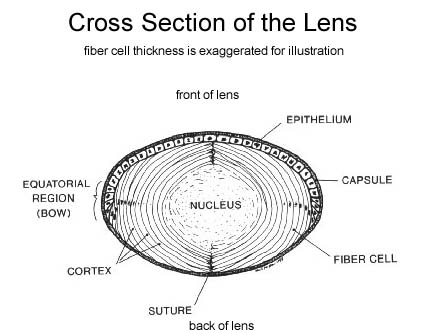 Cross Section of the Lens
fiber cell thickness is exaggerated for illustration
front of lens
EPITHELIUM
CAPSULE
EQUATORIAL
REGION
(BOW)
NUCLEUS
FIBER CELL
CORTEX
SUTURE
back of lens